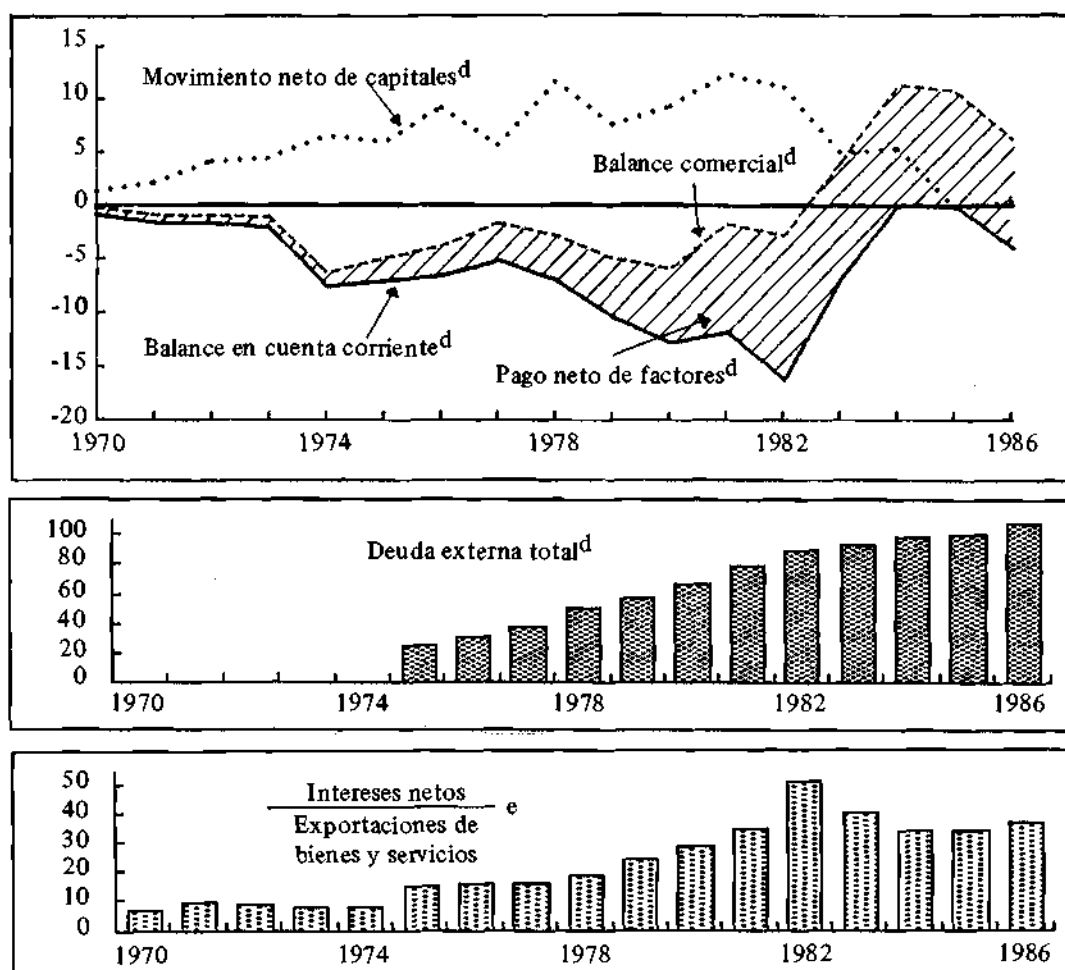 15
Movimiento neto de capitales^d
10
5
Balance comercial^d
0
-5
-10
Balance en cuenta corriente^d
Pago neto de factores^d
-15
-20
1970 1974 1978 1982 1986
100
Deuda externa total^d
80
60
40
20
0
1970 1974 1978 1982 1986
50
Intereses netos e
40
Exportaciones de
30
bienes y servicios
20
10
0
1970 1974 1978 1982 1986